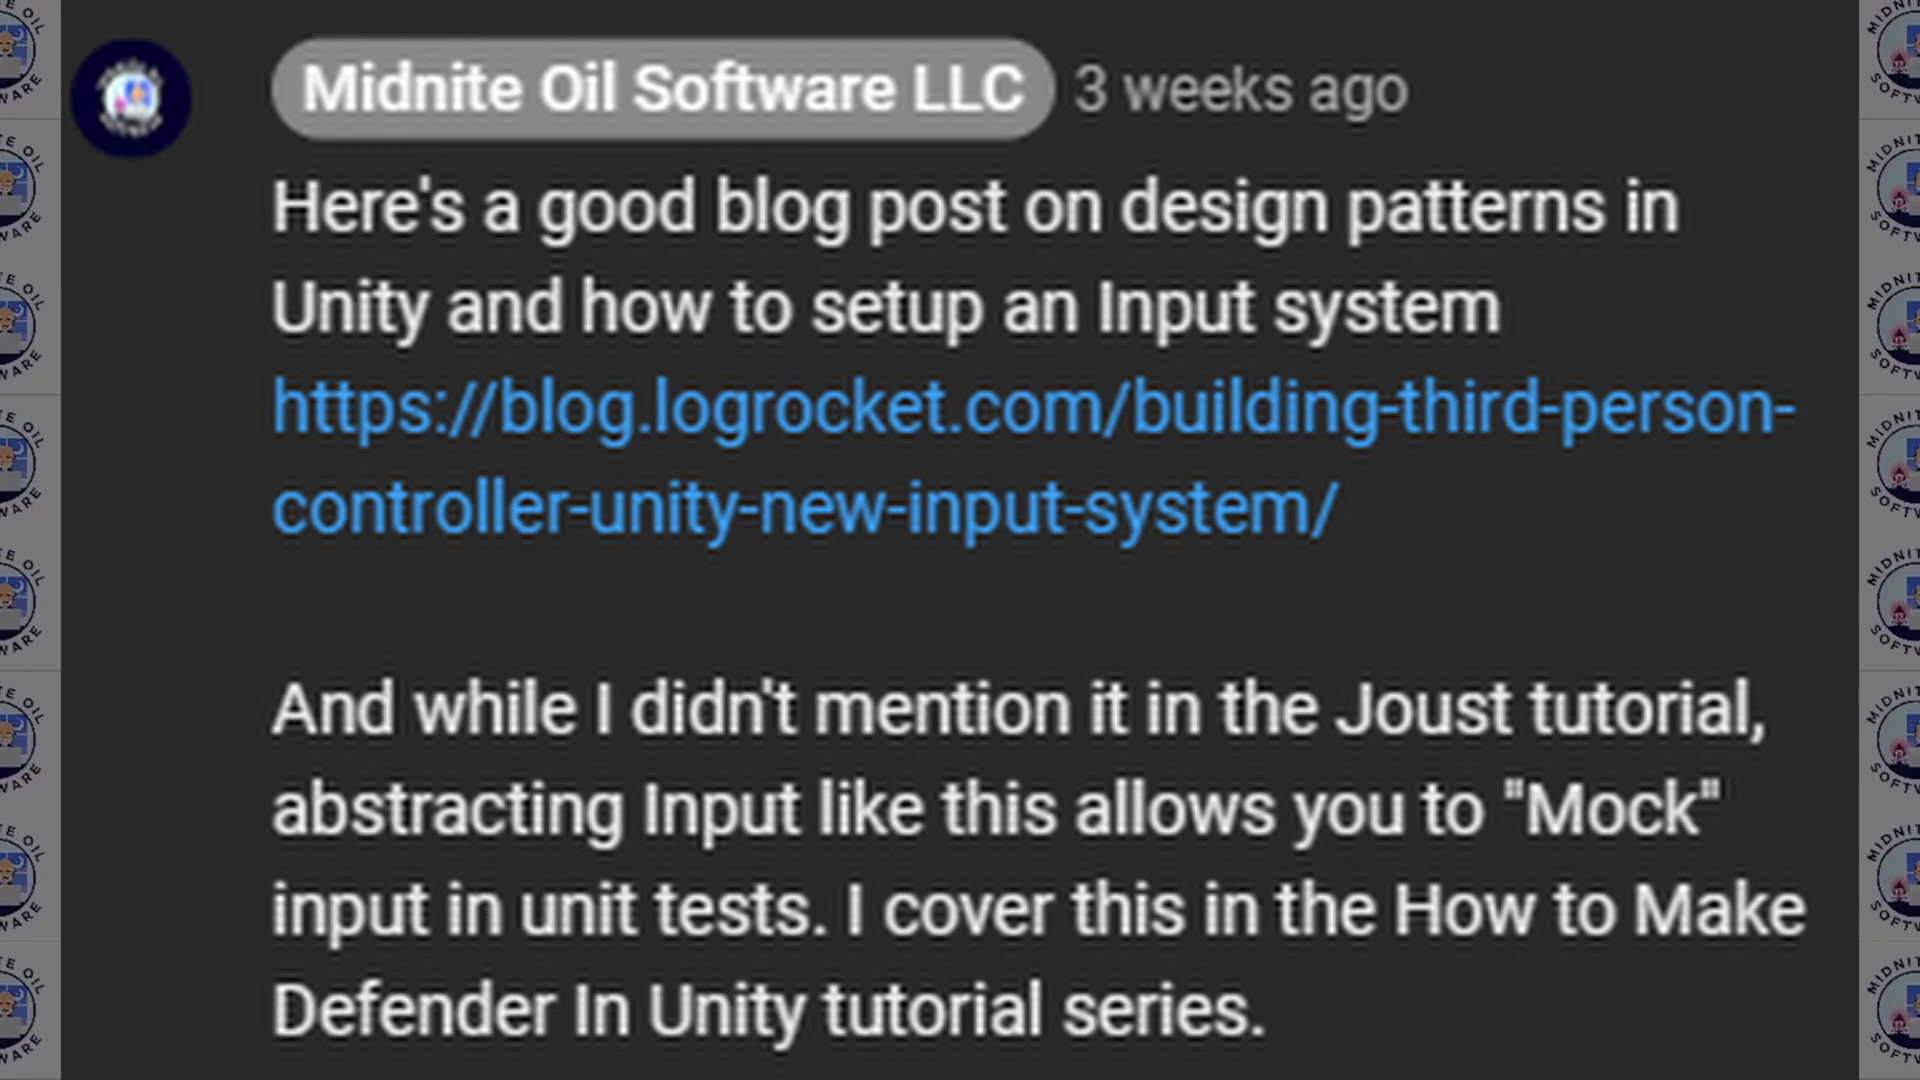 Midnite Oil Software LLC 3 weeks ago
Here's a good blog post on design patterns in
Unity and how to setup an Input system
https://blog.logrocket.com/building-third-person-
controller-unity-new-input-system/
And while I didn't mention it in the Joust tutorial,
abstracting Input like this allows you to "Mock"
input in unit tests. I cover this in the How to Make
Defender In Unity tutorial series.